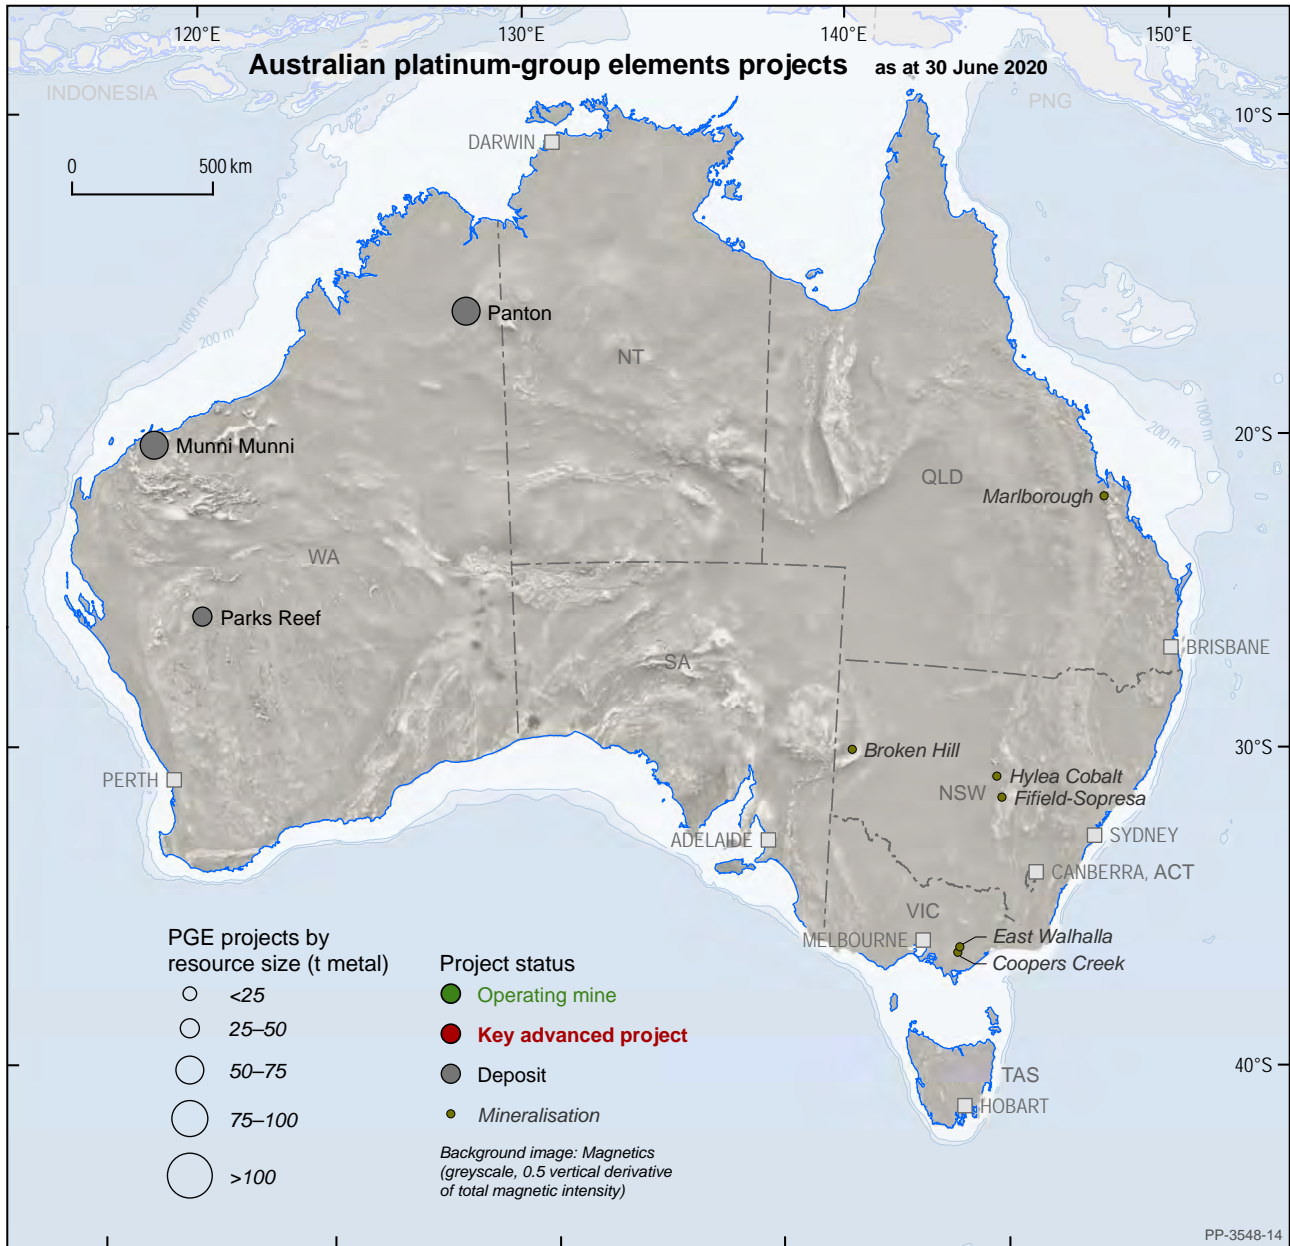 120°E
130°E
140°E
150°E
Australian platinum-group elements projects as at 30 June 2020
INDONESIA
PNG
10°S
DARWIN
0 500 km
1000 m
200 m
Panton
NT
Munni Munni
20°S
1000 m
200 m
QLD
Marlborough
WA
Parks Reef
SA
BRISBANE
30°S
Broken Hill
PERTH
Hylea Cobalt
NSW
Fifield-Sopresa
ADELAIDE
SYDNEY
CANBERRA, ACT
VIC
MELBOURNE
East Walhalla
Coopers Creek
PGE projects by
resource size (t metal)
<25
25–50
50–75
75–100
>100
Project status
Operating mine
Key advanced project
Deposit
Mineralisation
Background image: Magnetics
(greyscale, 0.5 vertical derivative
of total magnetic intensity)
40°S
TAS
HOBART
PP-3548-14